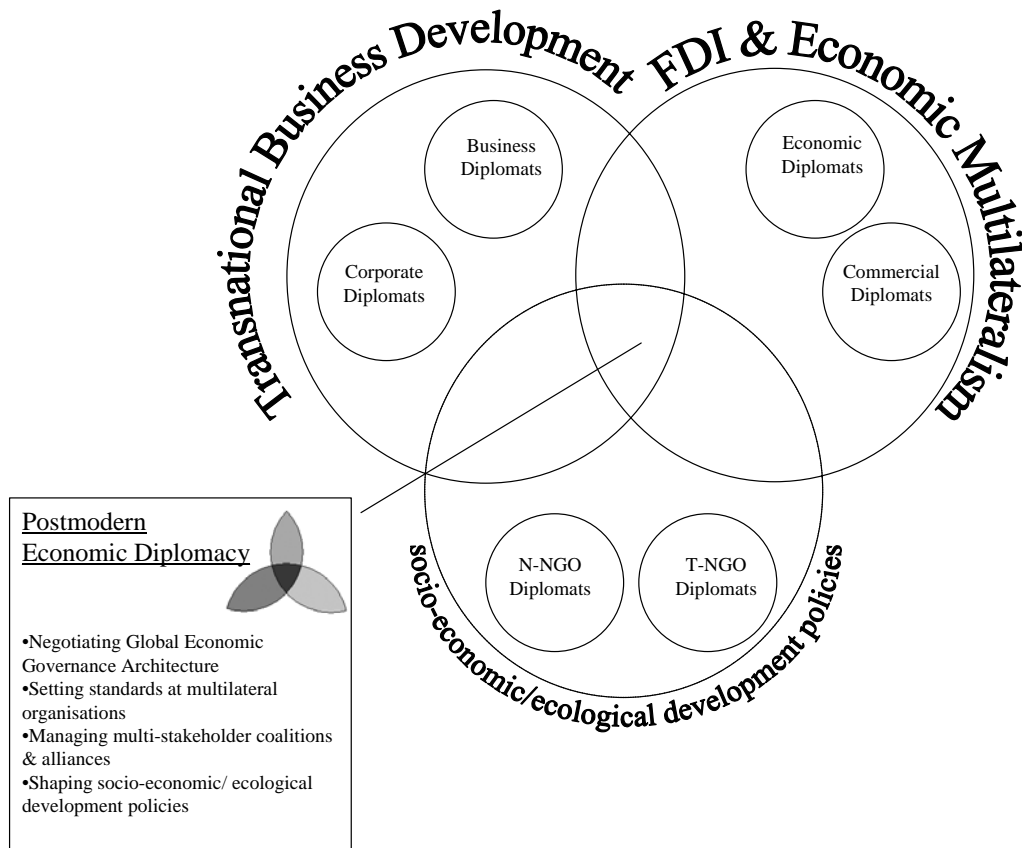 Transnational Business Development
FDI & Economic Multilateralism
Business
Diplomats
Economic
Diplomats
Corporate
Diplomats
Commercial
Diplomats
N-NGO
Diplomats
T-NGO
Diplomats
socio-economic/ecological development policies
Postmodern
Economic Diplomacy
•Negotiating Global Economic
Governance Architecture
•Setting standards at multilateral
organisations
•Managing multi-stakeholder coalitions
& alliances
•Shaping socio-economic/ ecological
development policies